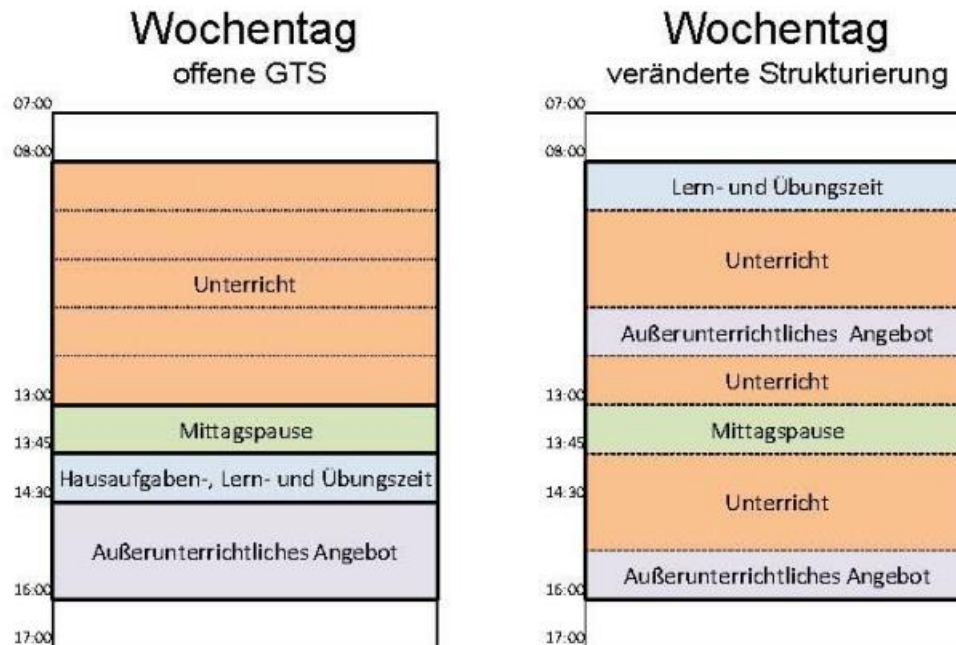 Wochentag
offene GTS
07:00
08:00
Unterricht
13:00
Mittagspause
13:45
Hausaufgaben-, Lern- und Übungszeit
14:30
Außerunterrichtliches Angebot
16:00
17:00
Wochentag
veränderte Strukturierung
07:00
08:00
Lern- und Übungszeit
Unterricht
Außerunterrichtliches Angebot
Unterricht
13:00
Mittagspause
13:45
14:30
Unterricht
Außerunterrichtliches Angebot
16:00
17:00